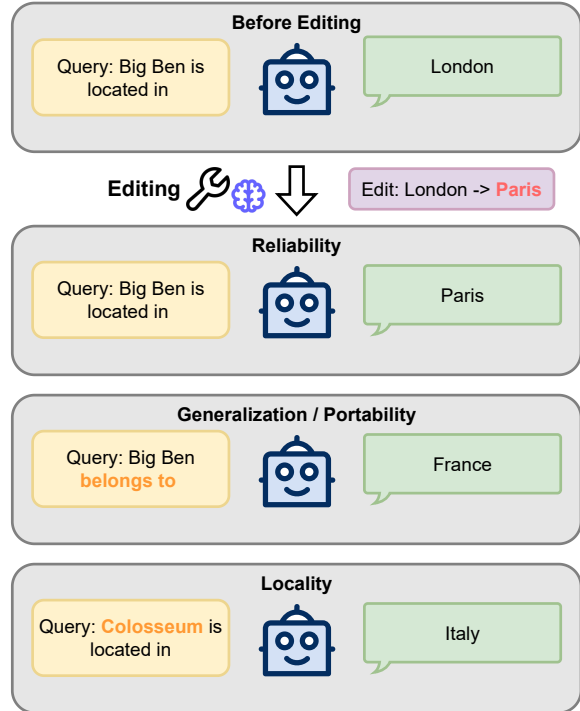 Before Editing
Query: Big Ben is
located in
London
Editing
Edit: London -> Paris
Reliability
Query: Big Ben is
located in
Paris
Generalization / Portability
Query: Big Ben
belongs to
France
Locality
Query: Colosseum is
located in
Italy